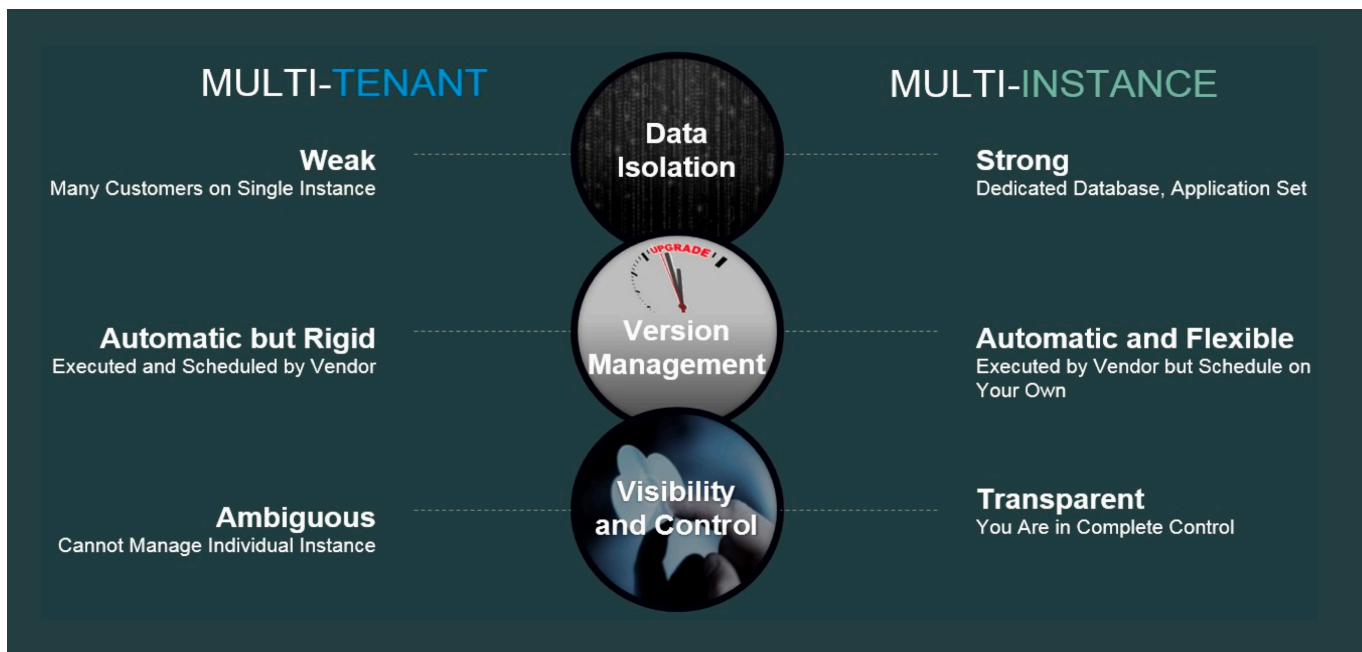 MULTI-TENANT
MULTI-INSTANCE
Data
Isolation
Weak
Many Customers on Single Instance
Strong
Dedicated Database, Application Set
UPGRADE
Version
Management
Automatic but Rigid
Executed and Scheduled by Vendor
Automatic and Flexible
Executed by Vendor but Schedule on
Your Own
Visibility
and Control
Ambiguous
Cannot Manage Individual Instance
Transparent
You Are in Complete Control